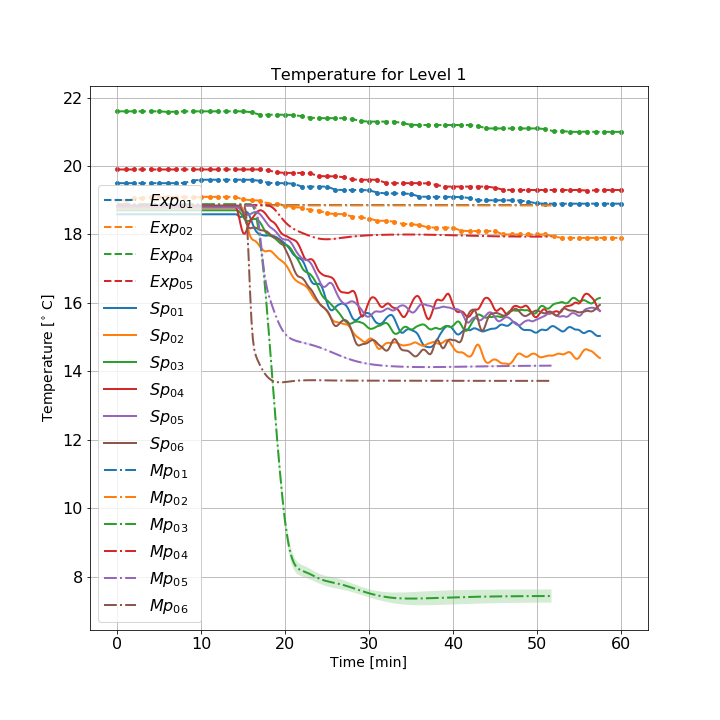 Temperature for Level 1
Temperature [° C]
22
20
18
16
14
12
10
8
Exp01
Exp02
Exp04
Exp05
Sp01
Sp02
Sp03
Sp04
Sp05
Sp06
Mp01
Mp02
Mp03
Mp04
Mp05
Mp06
0 10 20 30 40 50 60
Time [min]